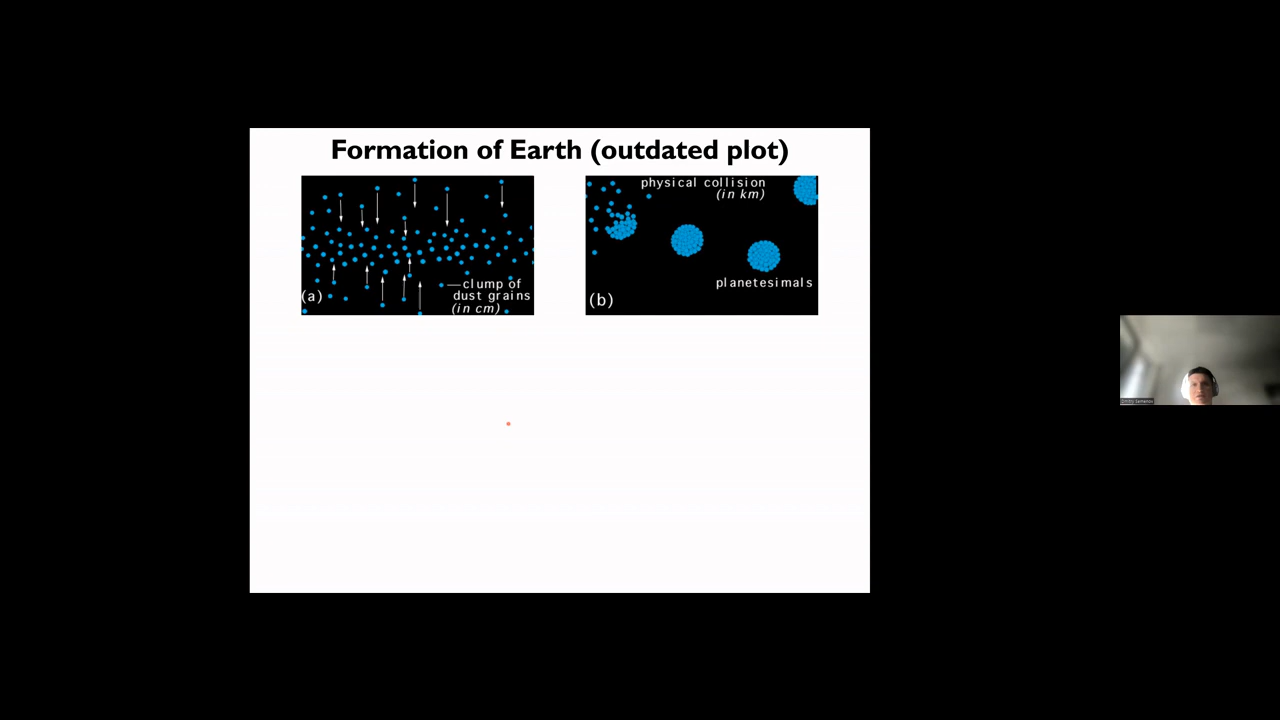 Formation of Earth (outdated plot)
clump of
dust grains
(in cm)
(a)
physical collision
(in km)
planetesimals
(b)